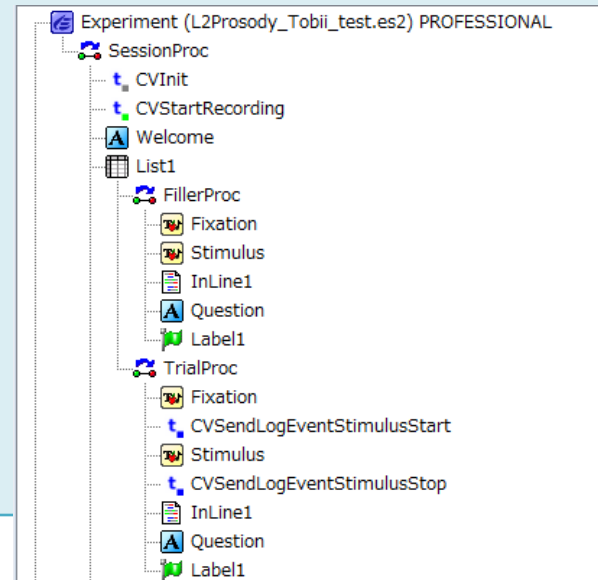 Experiment (L2Prosody_Tobii_test.es2) PROFESSIONAL
SessionProc
CVInit
CVStartRecording
Welcome
List1
FillerProc
Fixation
Stimulus
InLine1
Question
Label1
TrialProc
Fixation
CVSendLogEventStimulusStart
Stimulus
CVSendLogEventStimulusStop
InLine1
Question
Label1